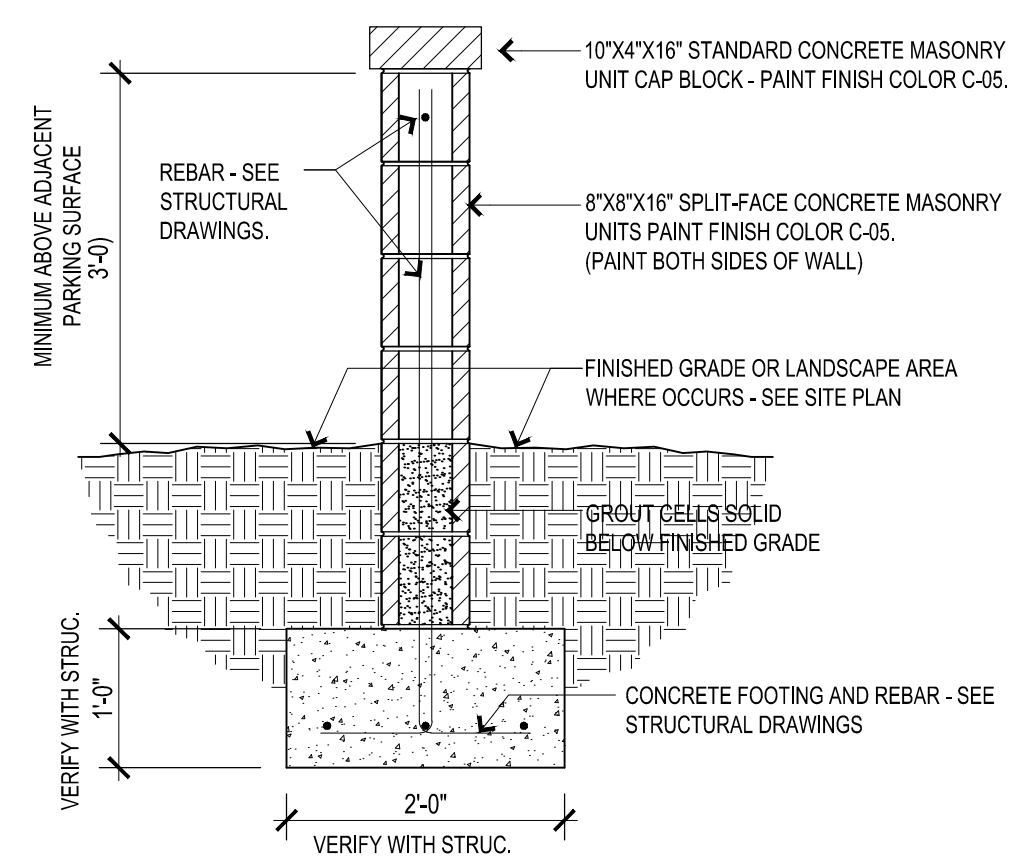 10"X4"X16" STANDARD CONCRETE MASONRY
UNIT CAP BLOCK - PAINT FINISH COLOR C-05.
MINIMUM ABOVE ADJACENT
PARKING SURFACE
3'-0)
REBAR - SEE
STRUCTURAL
DRAWINGS.
8"X8"X16" SPLIT-FACE CONCRETE MASONRY
UNITS PAINT FINISH COLOR C-05.
(PAINT BOTH SIDES OF WALL)
FINISHED GRADE OR LANDSCAPE AREA
WHERE OCCURS - SEE SITE PLAN
GROUT CELLS SOLID
BELOW FINISHED GRADE
VERIFY WITH STRUC.
1'-0"
CONCRETE FOOTING AND REBAR - SEE
STRUCTURAL DRAWINGS
2'-0"
VERIFY WITH STRUC.